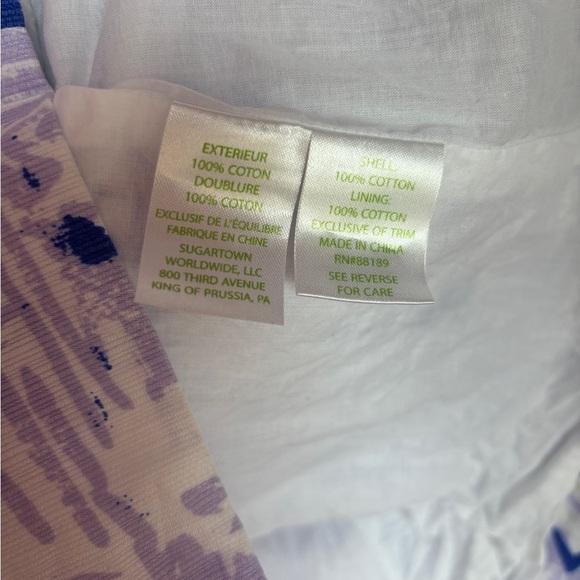 EXTERIEUR
100% COTON
DOUBLURE
100% COTON
EXCLUSIF DE L'ÉQUILIBRE
FABRIQUE EN CHINE
SUGARTOWN
WORLDWIDE, LLC
800 THIRD AVENUE
KING OF PRUSSIA, PA
SHELL:
100% COTTON
LINING:
100% COTTON
EXCLUSIVE OF TRIM
MADE IN CHINA
RN#88189
SEE REVERSE
FOR CARE